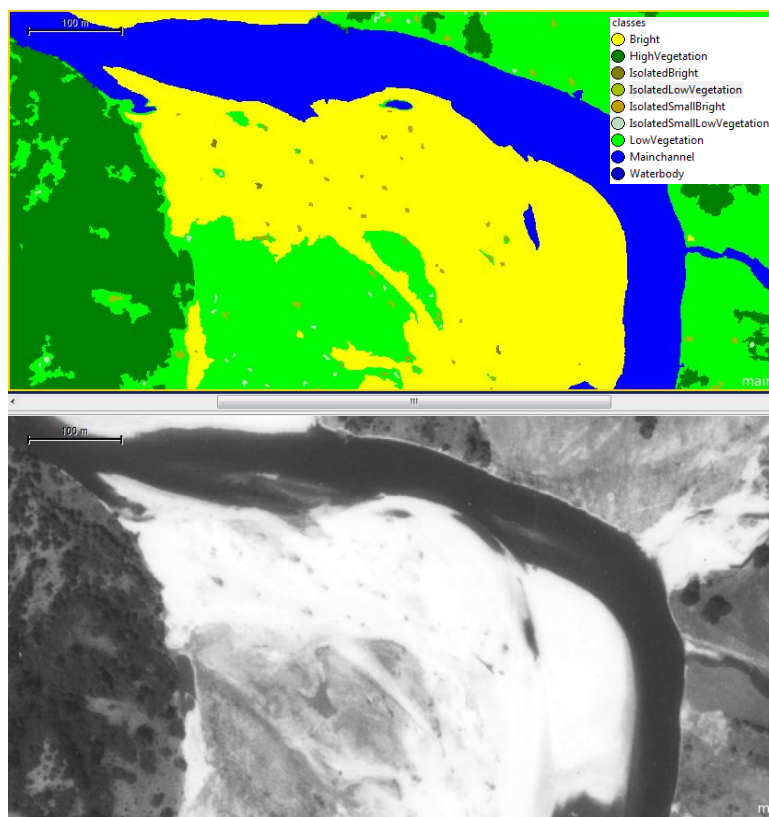 100 m
classes
Bright
HighVegetation
IsolatedBright
IsolatedLowVegetation
IsolatedSmallBright
IsolatedSmallLowVegetation
LowVegetation
Mainchannel
Waterbody
main
100 m
m